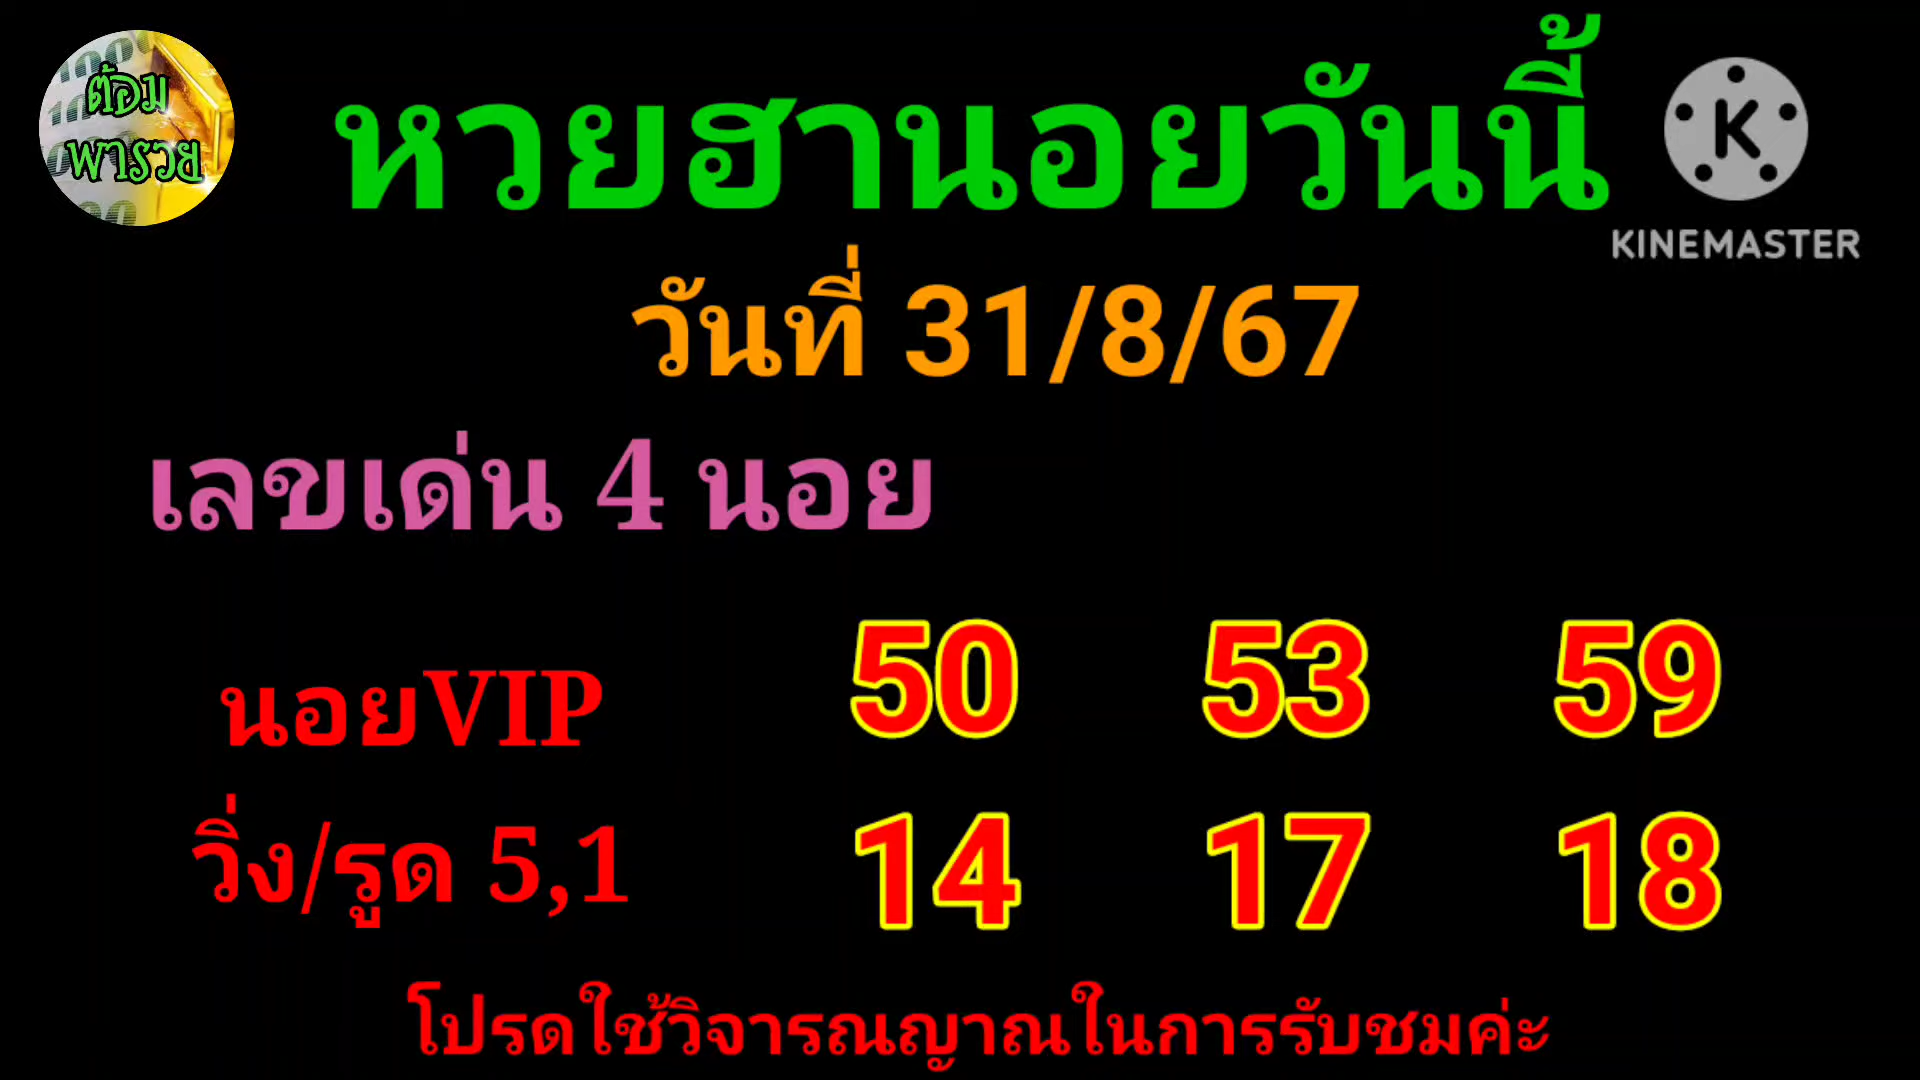 ต้อม
พารวย
หวยฮานอยวันนี้
KINEMASTER
วันที่ 31/8/67
เลขเด่น 4 นอย
นอยVIP
50 53 59
วิ่ง/รูด 5,1
14 17 18
โปรดใช้วิจารณญาณในการรับชมค่ะ